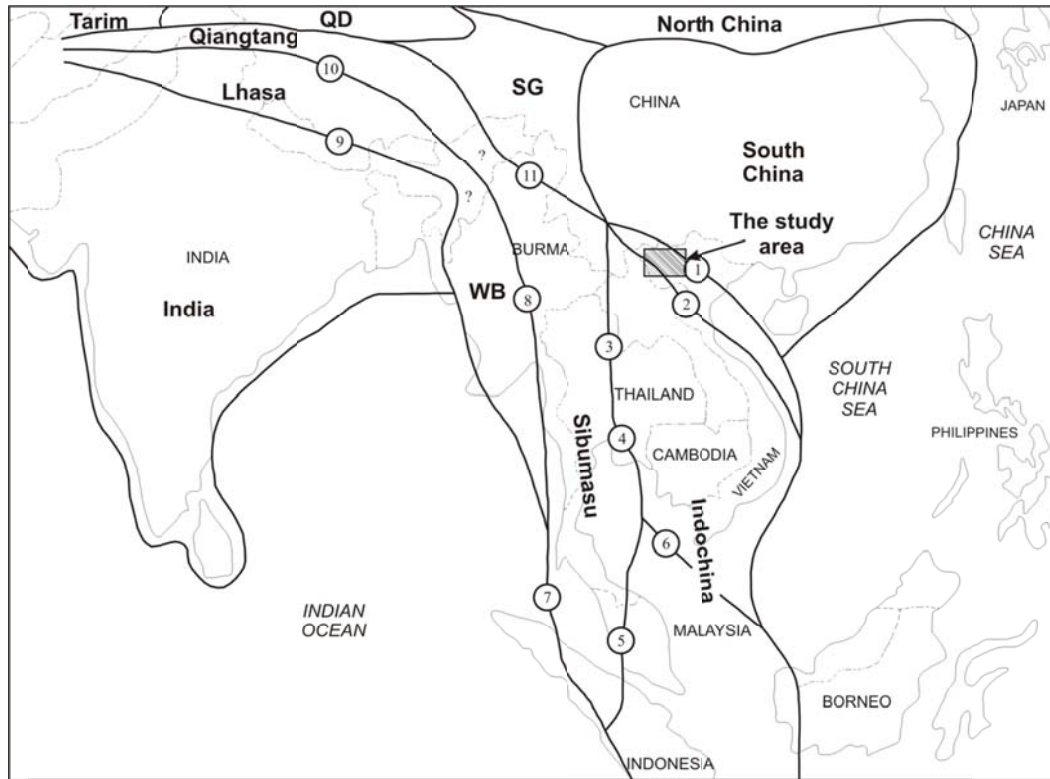 Tarim
QD
North China
Qiangtang
10
SG
Lhasa
CHINA
JAPAN
9
South
China
?
11
?
The study
area
CHINA
SEA
BURMA
INDIA
1
India
WB
8
2
3
SOUTH
CHINA
SEA
THAILAND
Sibumasu
4
CAMBODIA
VIETNAM
PHILIPPINES
Indochina
6
7
INDIAN
OCEAN
5
MALAYSIA
BORNEO
INDONESIA